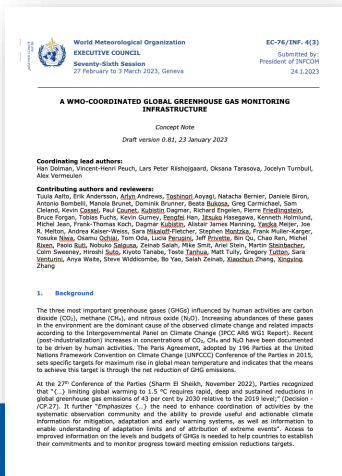 World Meteorological Organization
EC-76/INF. 4(3)
EXECUTIVE COUNCIL
Submitted by:
Seventy-Sixth Session
President of INFCOM
27 February to 3 March 2023, Geneva
24.I.2023
A WMO-COORDINATED GLOBAL GREENHOUSE GAS MONITORING
INFRASTRUCTURE
Concept Note
Draft version 0.81, 23 January 2023
Coordinating lead authors:
Han Dolman, Vincent-Henri Peuch, Lars Peter Riishojgaard, Oksana Tarasova, Jocelyn Turnbull,
Alex Vermeulen
Contributing authors and reviewers:
Tuula Aalto, Erik Andersson, Arlyn Andrews, Toshinori Aoyagi, Natacha Bernier, Daniele Biron,
Antonio Bombelli, Manola Brunet, Dominik Brunner, Beata Bukosa, Greg Carmichael, Sam
Cleland, Kevin Cossel, Paul Counet, Kubistin Dagmar, Richard Engelen, Pierre Friedlingstein,
Bruce Forgan, Tobias Fuchs, Kevin Gurney, Pengfei Han, Jitsuko Hasegawa, Kenneth Holmlund,
Michel Jean, Frank-Thomas Koch, Dagmar Kubistin, Alistair James Manning, Yasjka Meijer, Joe
R. Melton, Andrea Kaiser-Weiss, Sara Mikaloff-Fletcher, Stephen Montzka, Frank Muller-Karger,
Yosuke Niwa, Osamu Ochiai, Tom Oda, Lucia Perugini, Jeff Privette, Bin Qu, Chao Ren, Michel
Rixen, Paolo Ruti, Nobuko Saigusa, Zeinab Salah, Mike Smit, Ariel Stein, Martin Steinbacher,
Colm Sweeney, Hiroshi Suto, Kiyoto Tanabe, Toste Tanhua, Matt Tully, Gregory Tutton, Sara
Venturini, Anya Waite, Steve Widdicombe, Bo Yao, Salah Zeinab, Xiaochun Zhang, Xingying
Zhang
1. Background
The three most important greenhouse gases (GHGs) influenced by human activities are carbon
dioxide (CO₂), methane (CH₄), and nitrous oxide (N₂O). Increasing abundances of these gases
in the environment are the dominant cause of the observed climate change and related impacts
according to the Intergovernmental Panel on Climate Change (IPCC AR6 WG1 Report). Recent
(post-industrialization) increases in concentrations of CO₂, CH₄ and N₂O have been documented
to be driven by human activities. The Paris Agreement, adopted by 196 Parties at the United
Nations Framework Convention on Climate Change (UNFCCC) Conference of the Parties in 2015,
sets specific targets for maximum rise in global mean temperature and indicates that the means
to achieve this target is through the net reduction of GHG emissions.
At the 27th Conference of the Parties (Sharm El Sheikh, November 2022), Parties recognized
that “{…} limiting global warming to 1.5 °C requires rapid, deep and sustained reductions in
global greenhouse gas emissions of 43 per cent by 2030 relative to the 2019 level;” (Decision -
/CP.27). It further “Emphasizes {…} the need to enhance coordination of activities by the
systematic observation community and the ability to provide useful and actionable climate
information for mitigation, adaptation and early warning systems, as well as information to
enable understanding of adaptation limits and of attribution of extreme events”. Access to
improved information on the levels and budgets of GHGs is needed to help countries to establish
their commitments and to monitor progress toward meeting emission reductions targets.